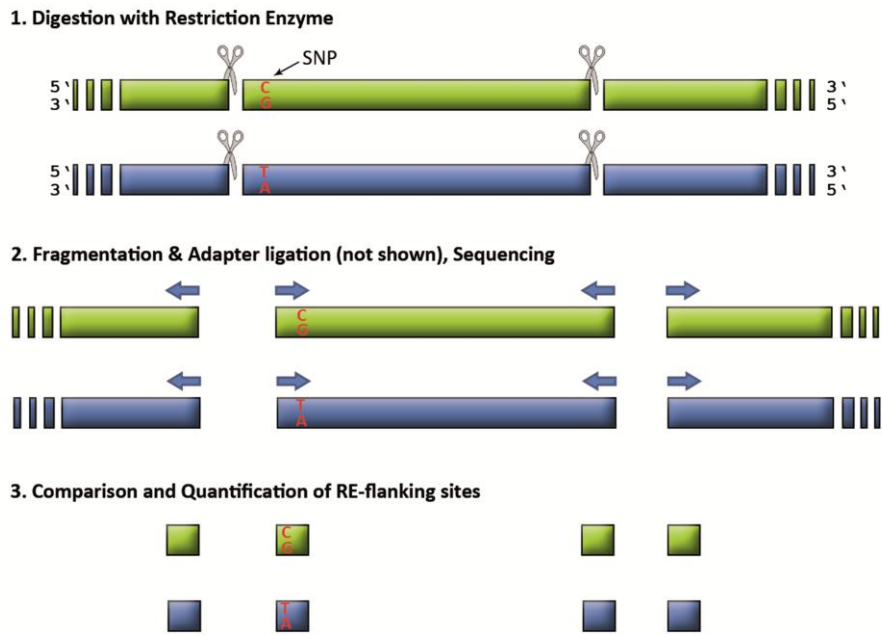 1. Digestion with Restriction Enzyme
SNP
5‵ C 3‵
3‵ G 5‵
5‵ T 3‵
3‵ A 5‵
2. Fragmentation & Adapter ligation (not shown), Sequencing
C
G
T
A
3. Comparison and Quantification of RE-flanking sites
C
G
T
A